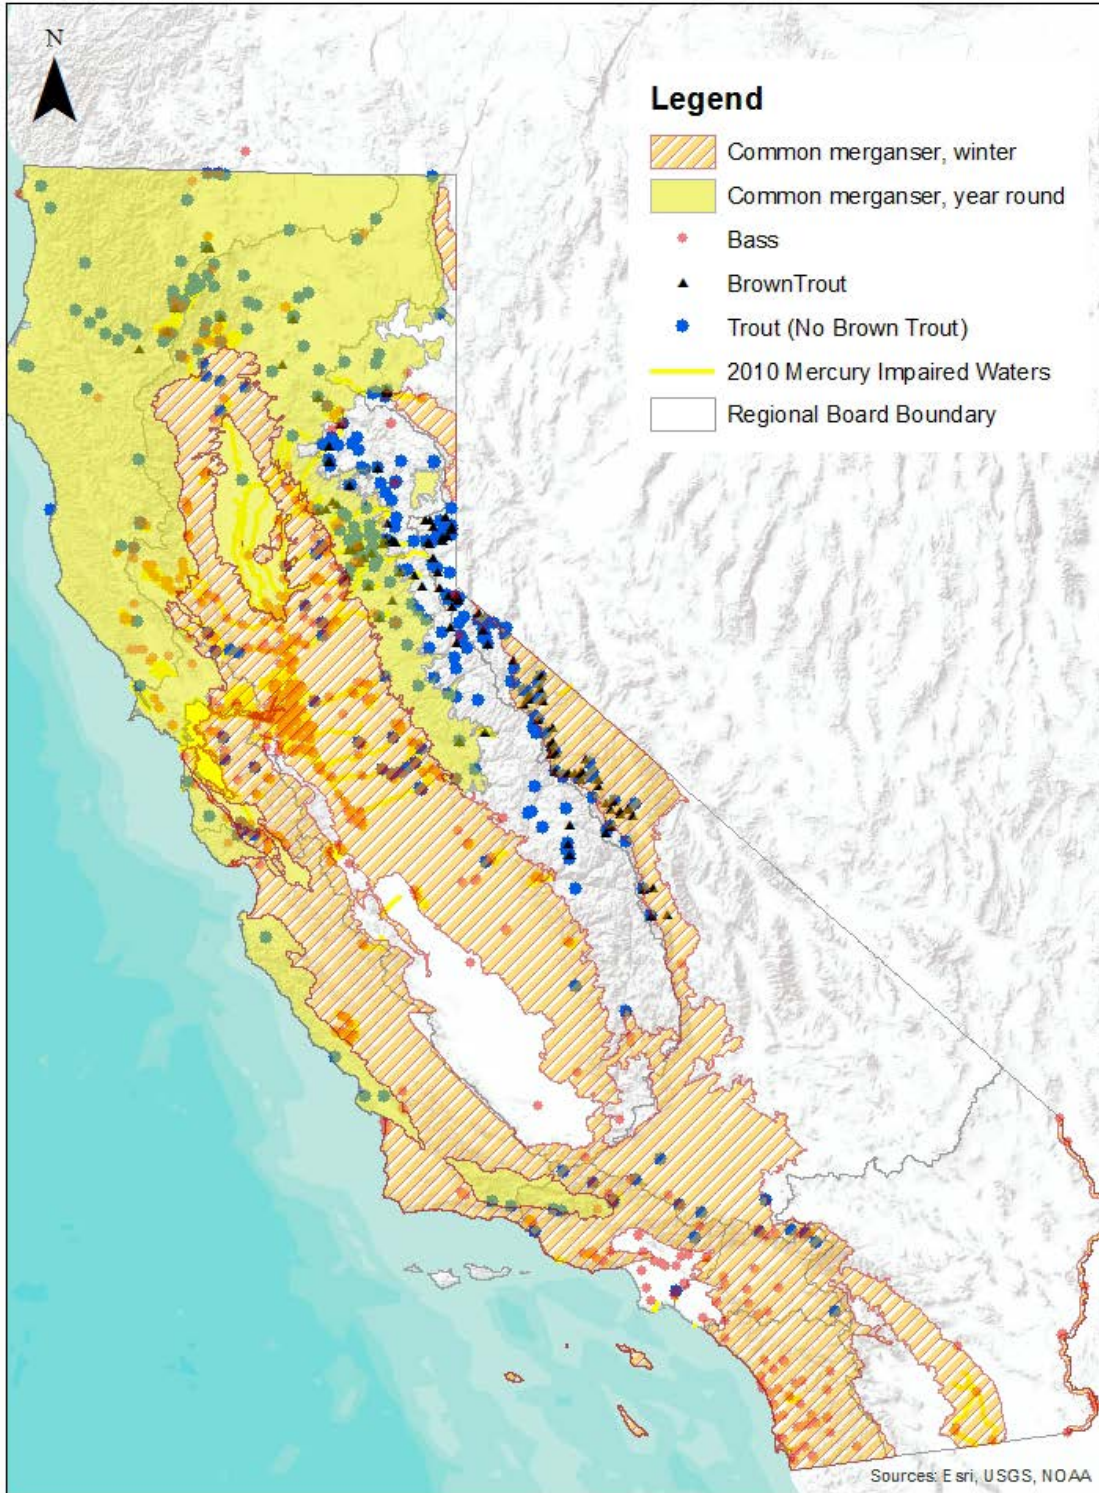 N
Legend
Common merganser, winter
Common merganser, year round
Bass
BrownTrout
Trout (No Brown Trout)
2010 Mercury Impaired Waters
Regional Board Boundary
Sources: Esri, USGS, NOAA